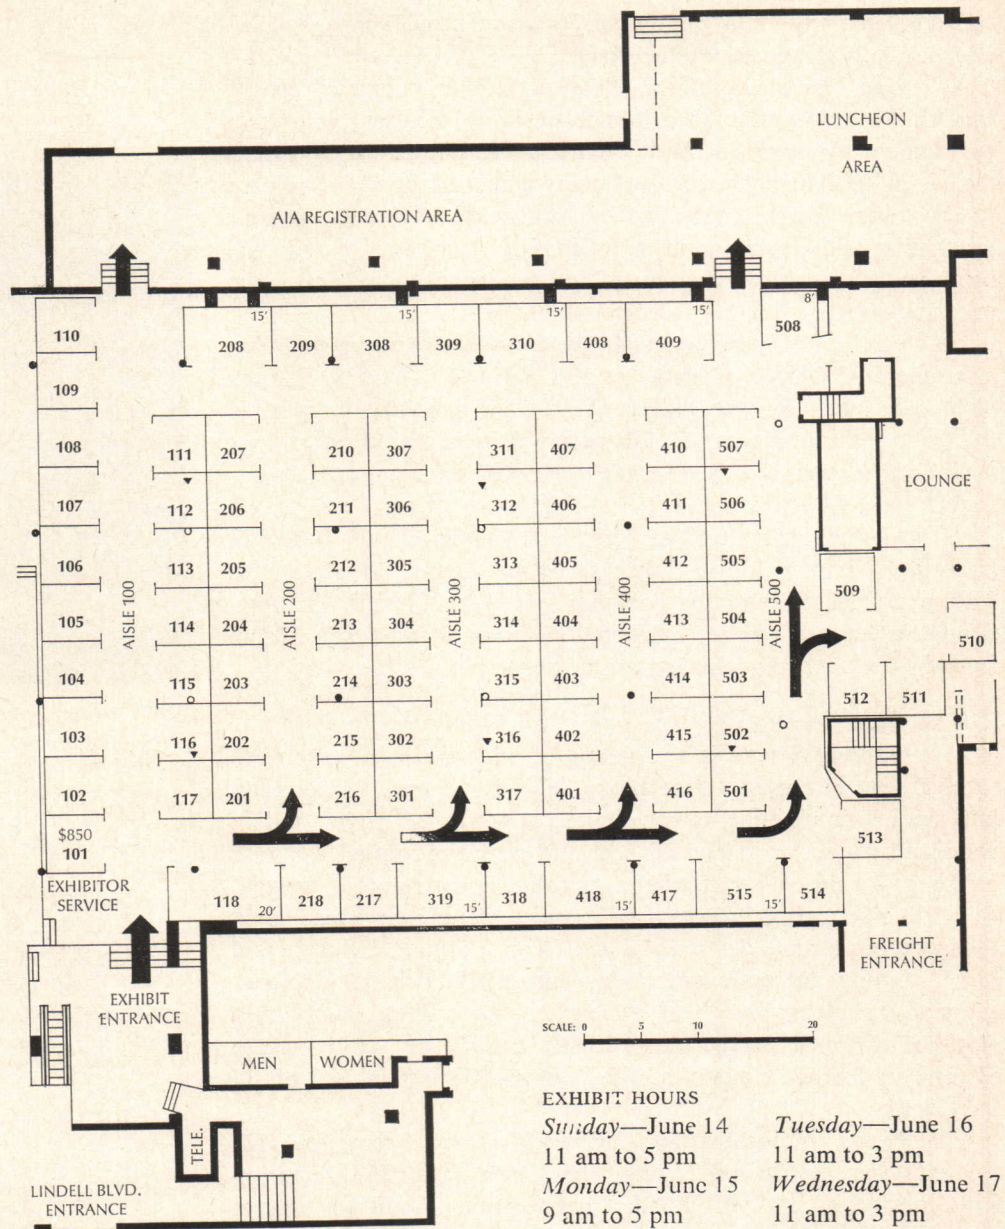 LUNCHEON
AREA
AIA REGISTRATION AREA
110
15'
15'
15'
15'
8'
208
209
308
309
310
408
409
508
109
108
111 207
210 307
311 407
410 507
LOUNGE
107
112 206
211 306
312 406
411 506
106
113 205
212 305
313 405
412 505
509
AISLE 100
AISLE 200
AISLE 300
AISLE 400
AISLE 500
105
114 204
213 304
314 404
413 504
510
104
115 203
214 303
315 403
414 503
512 511
103
116 202
215 302
316 402
415 502
102
117 201
216 301
317 401
416 501
$850
101
513
EXHIBITOR
SERVICE
118
20'
218
217
319
15'
318
418
15'
417
515
15'
514
FREIGHT
ENTRANCE
EXHIBIT
ENTRANCE
MEN
WOMEN
TELE.
LINDELL BLVD.
ENTRANCE
SCALE: 0 5 10 20
EXHIBIT HOURS
Sunday—June 14
11 am to 5 pm
Monday—June 15
9 am to 5 pm
Tuesday—June 16
11 am to 3 pm
Wednesday—June 17
11 am to 3 pm